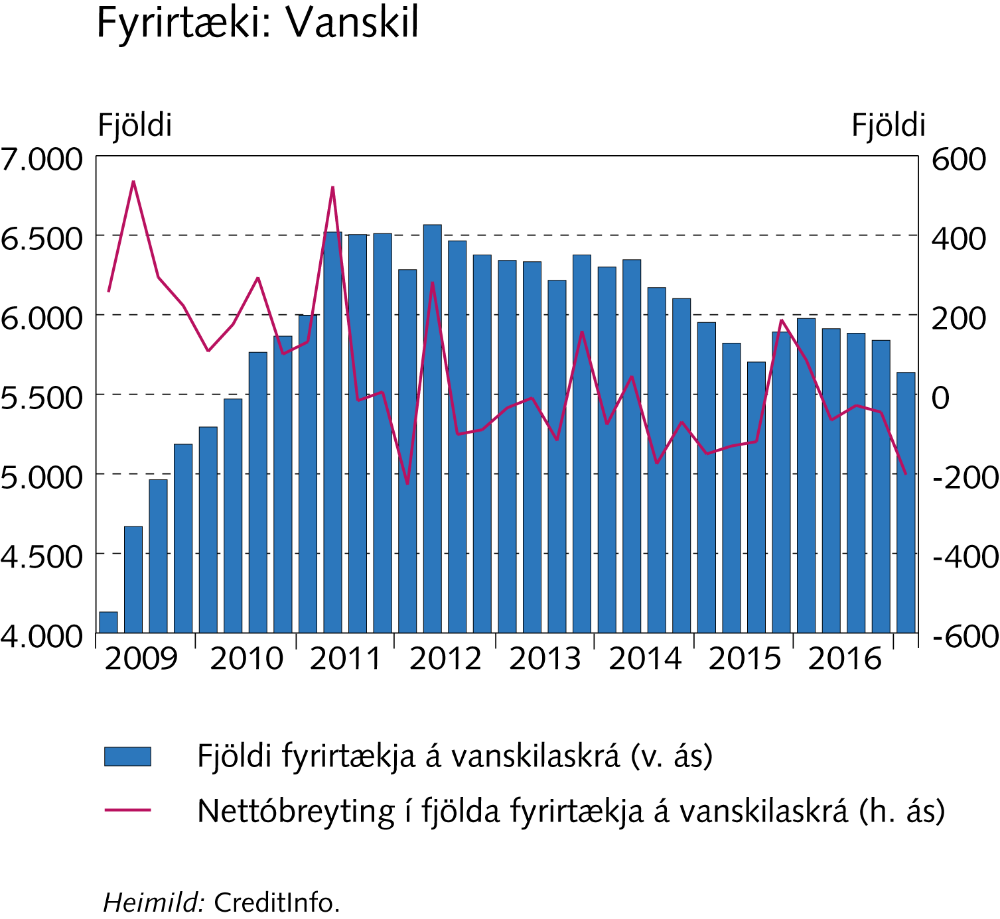 Fyrirtæki: Vanskil
Fjöldi Fjöldi
7.000 600
6.500 400
6.000 200
5.500 0
5.000 -200
4.500 -400
4.000 -600
2009 2010 2011 2012 2013 2014 2015 2016
Fjöldi fyrirtækja á vanskilaskrá (v. ás)
Nettóbreyting í fjölda fyrirtækja á vanskilaskrá (h. ás)
Heimild: CreditInfo.